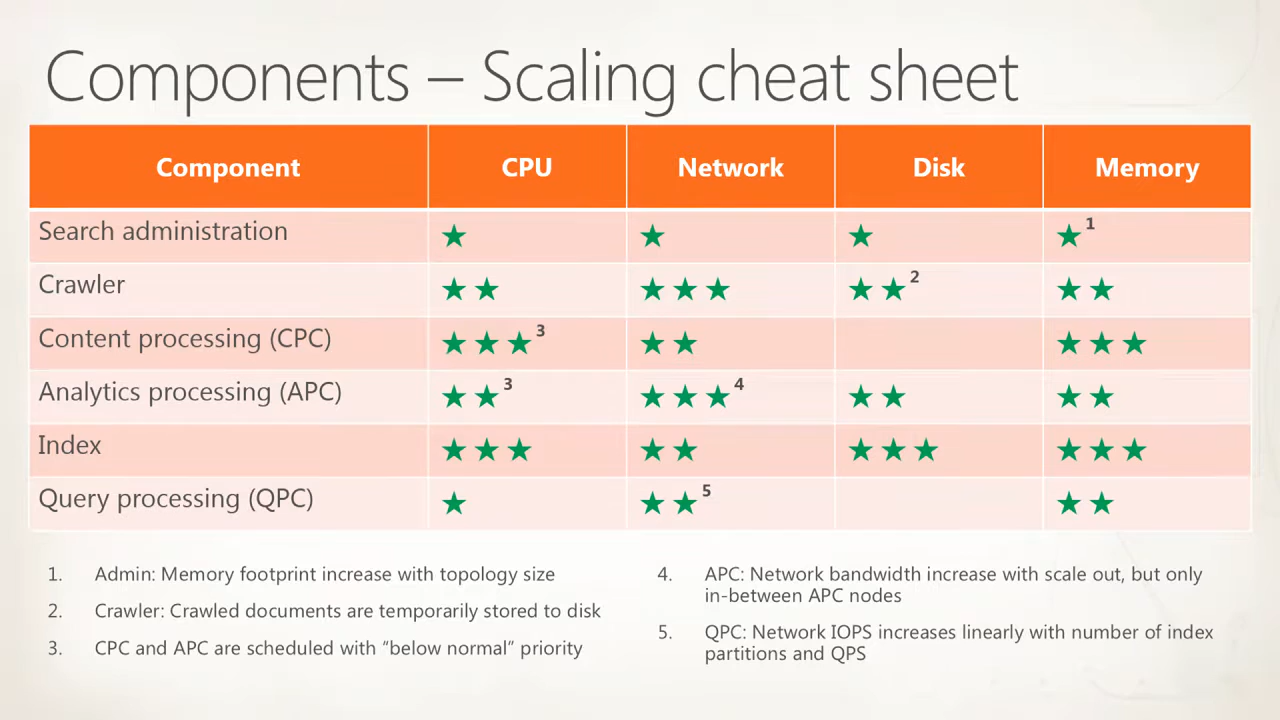 Components – Scaling cheat sheet
Component CPU Network Disk Memory
Search administration ★ ★ ★ ★ 1
Crawler ★★ ★★★ ★★ 2 ★★
Content processing (CPC) ★★★ 3 ★★ ★★★
Analytics processing (APC) ★★ 3 ★★★ 4 ★★ ★★
Index ★★★ ★★ ★★★ ★★★
Query processing (QPC) ★ ★★ 5 ★★
1. Admin: Memory footprint increase with topology size
2. Crawler: Crawled documents are temporarily stored to disk
3. CPC and APC are scheduled with “below normal” priority
4. APC: Network bandwidth increase with scale out, but only
in-between APC nodes
5. QPC: Network IOPS increases linearly with number of index
partitions and QPS